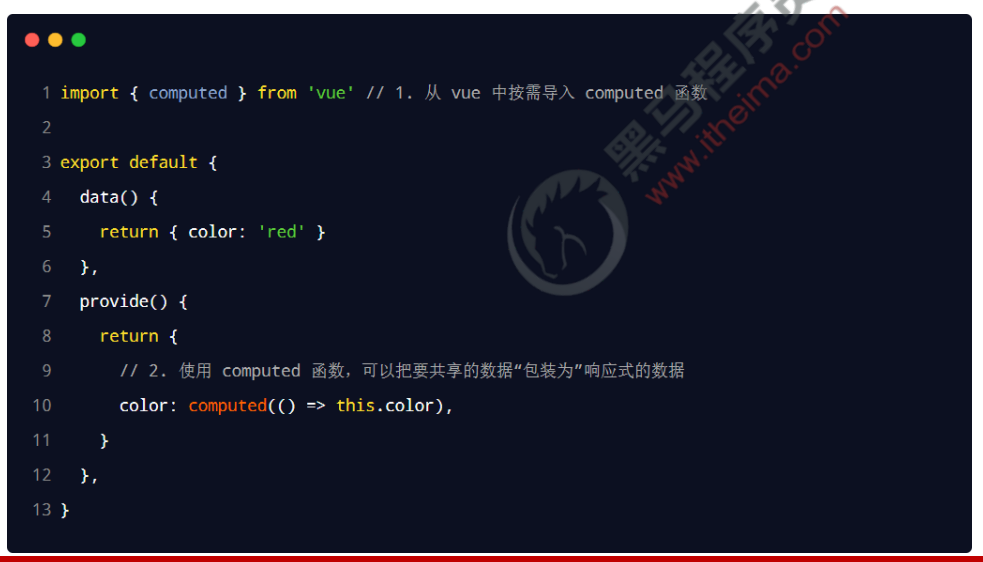 黑马程序员
www.itheima.com
1 import { computed } from 'vue' // 1. 从 vue 中按需导入 computed 函数
2
3 export default {
4   data() {
5     return { color: 'red' }
6   },
7   provide() {
8     return {
9       // 2. 使用 computed 函数，可以把要共享的数据“包装为”响应式的数据
10       color: computed(() => this.color),
11     }
12   },
13 }